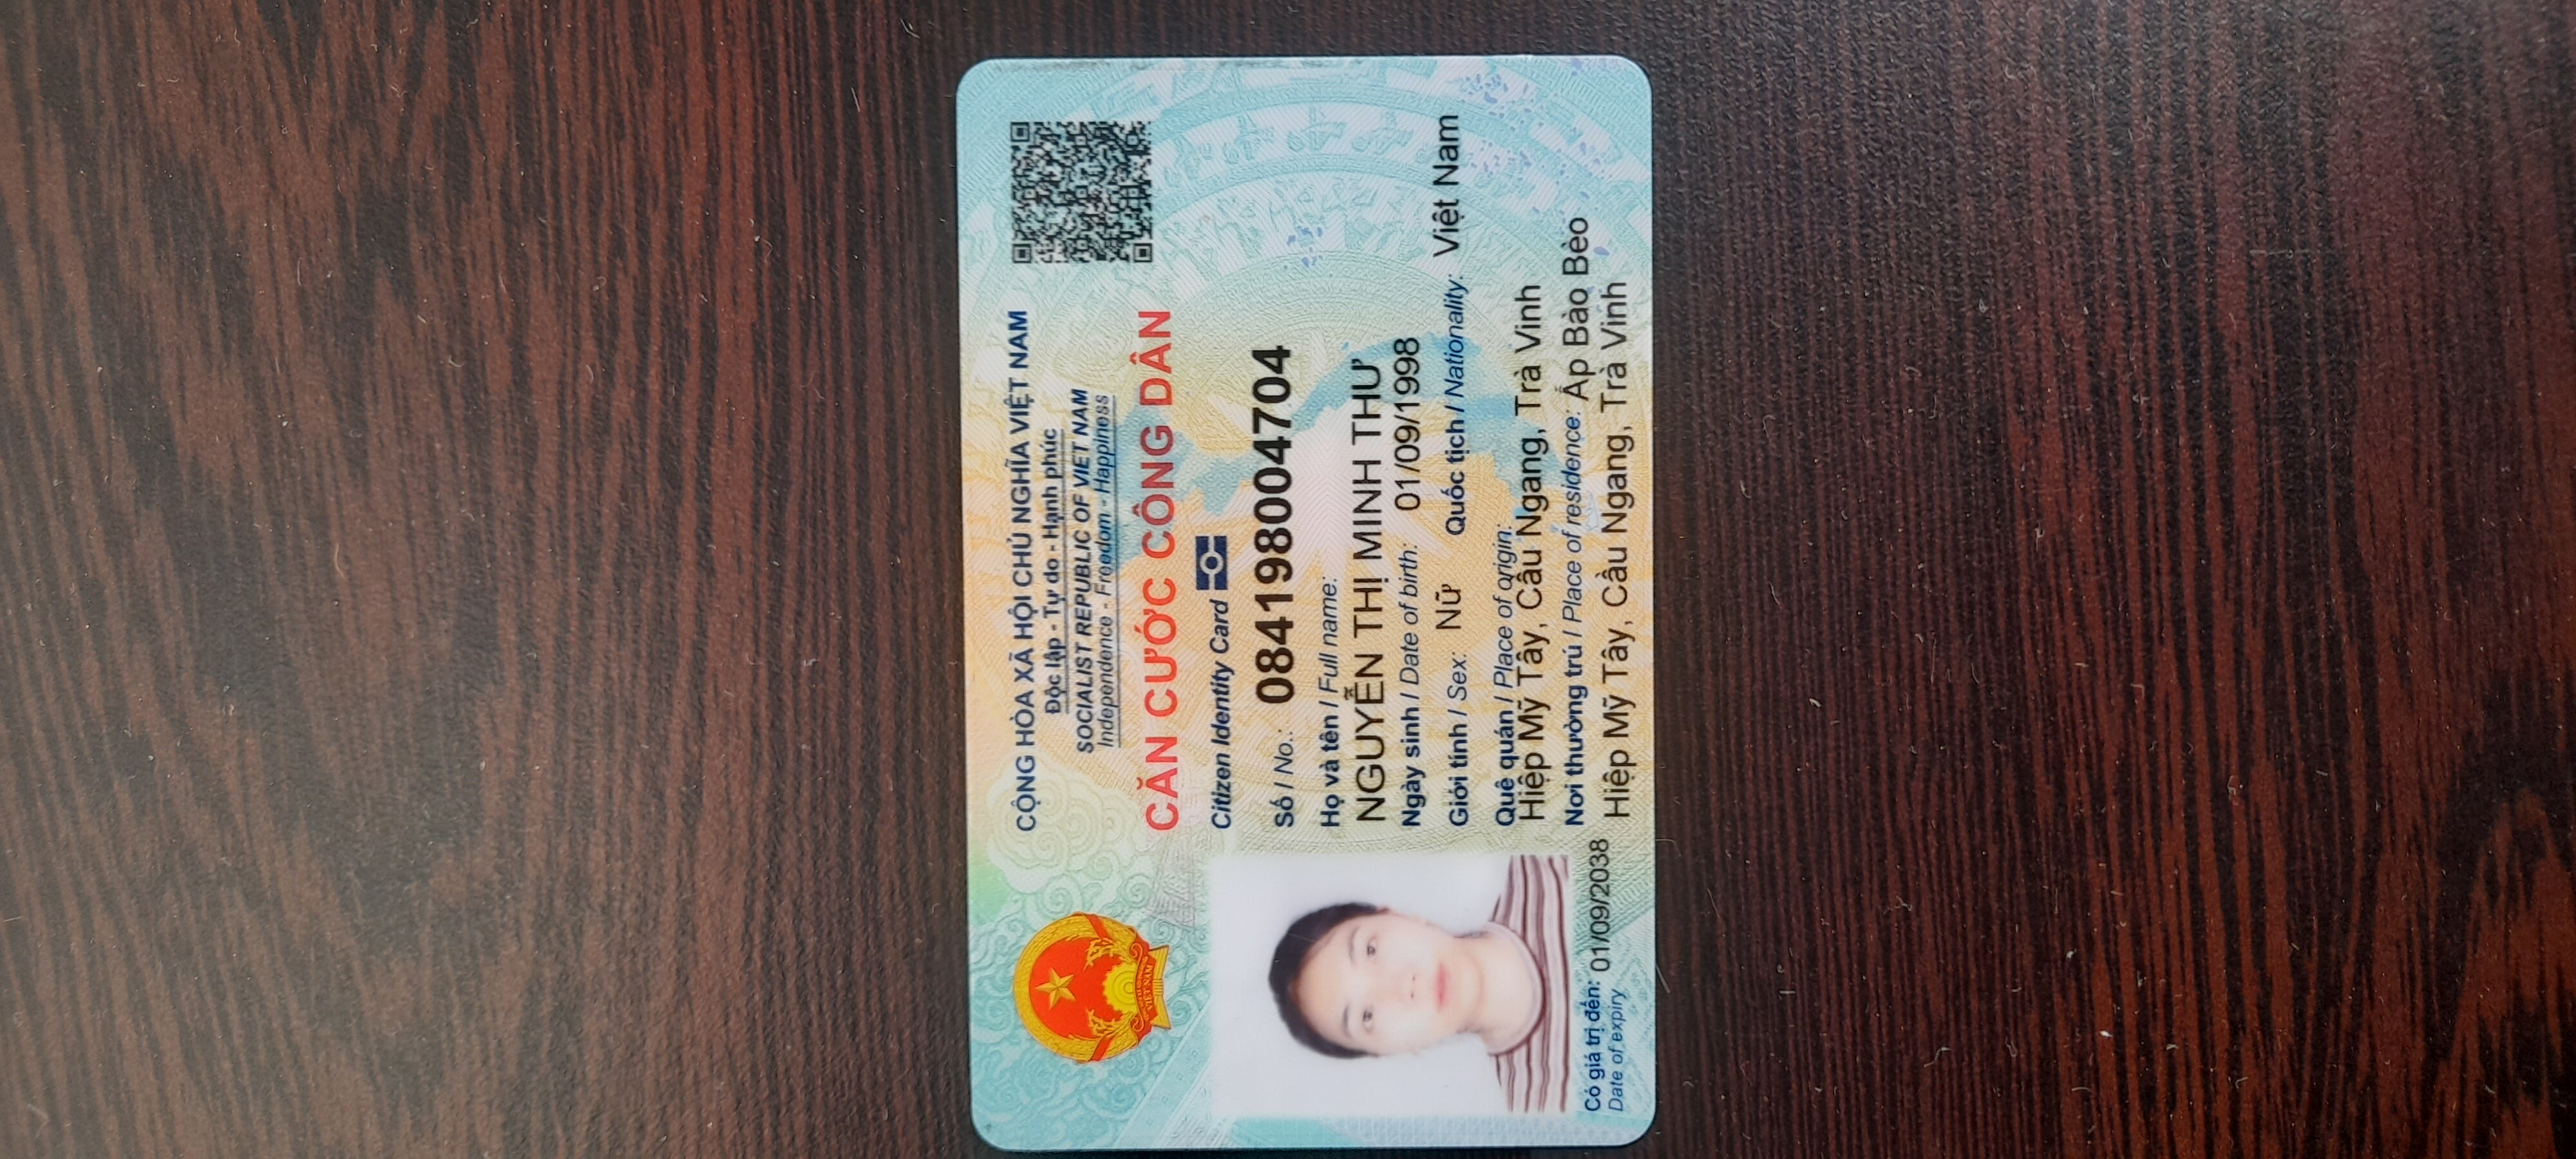 CỘNG HÒA XÃ HỘI CHỦ NGHĨA VIỆT NAM
Độc lập - Tự do - Hạnh phúc
SOCIALIST REPUBLIC OF VIET NAM
Independence - Freedom - Happiness
CĂN CƯỚC CÔNG DÂN
Citizen Identity Card
Số / No.: 084198004704
Họ và tên / Full name:
NGUYỄN THỊ MINH THƯ
Ngày sinh / Date of birth: 01/09/1998
Giới tính / Sex: Nữ Quốc tịch / Nationality: Việt Nam
Quê quán / Place of origin:
Hiệp Mỹ Tây, Cầu Ngang, Trà Vinh
Nơi thường trú / Place of residence: Ấp Bào Bèo
Hiệp Mỹ Tây, Cầu Ngang, Trà Vinh
Có giá trị đến: 01/09/2038
Date of expiry